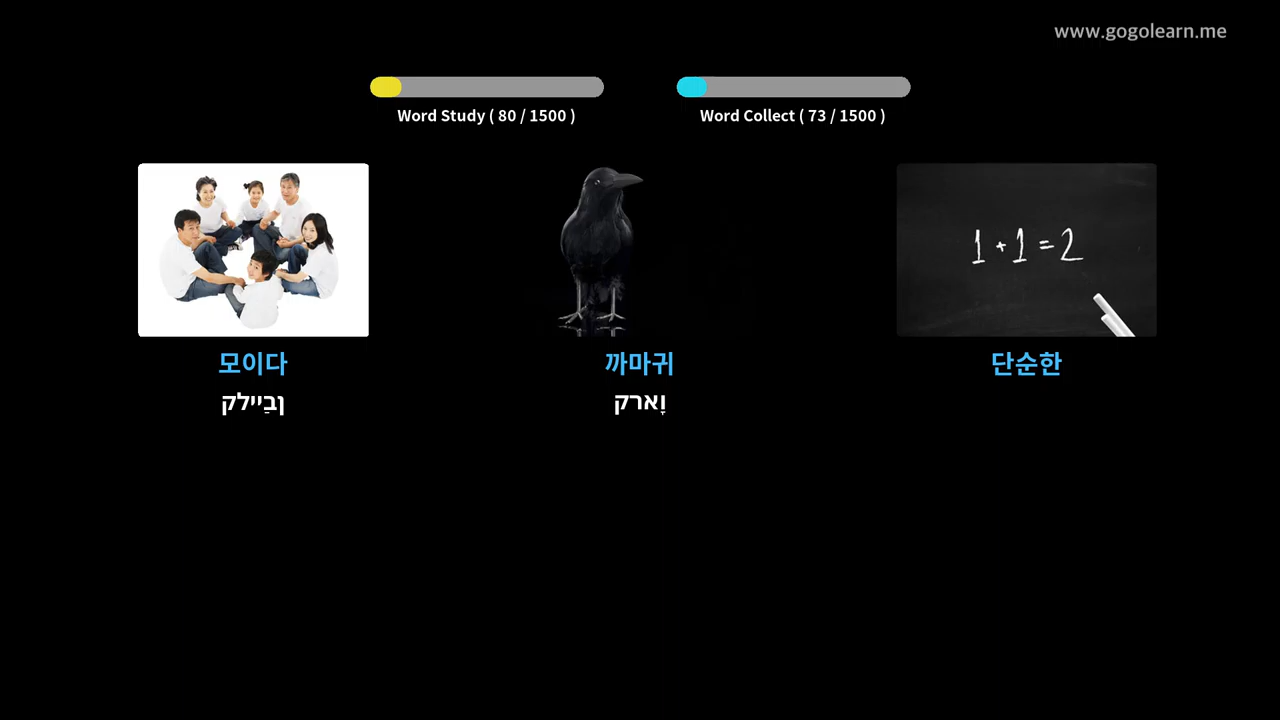 www.gogolearn.me
Word Study ( 80 / 1500 )
Word Collect ( 73 / 1500 )
1 + 1 = 2
모이다
까마귀
단순한
ןבַיילק
וָארק